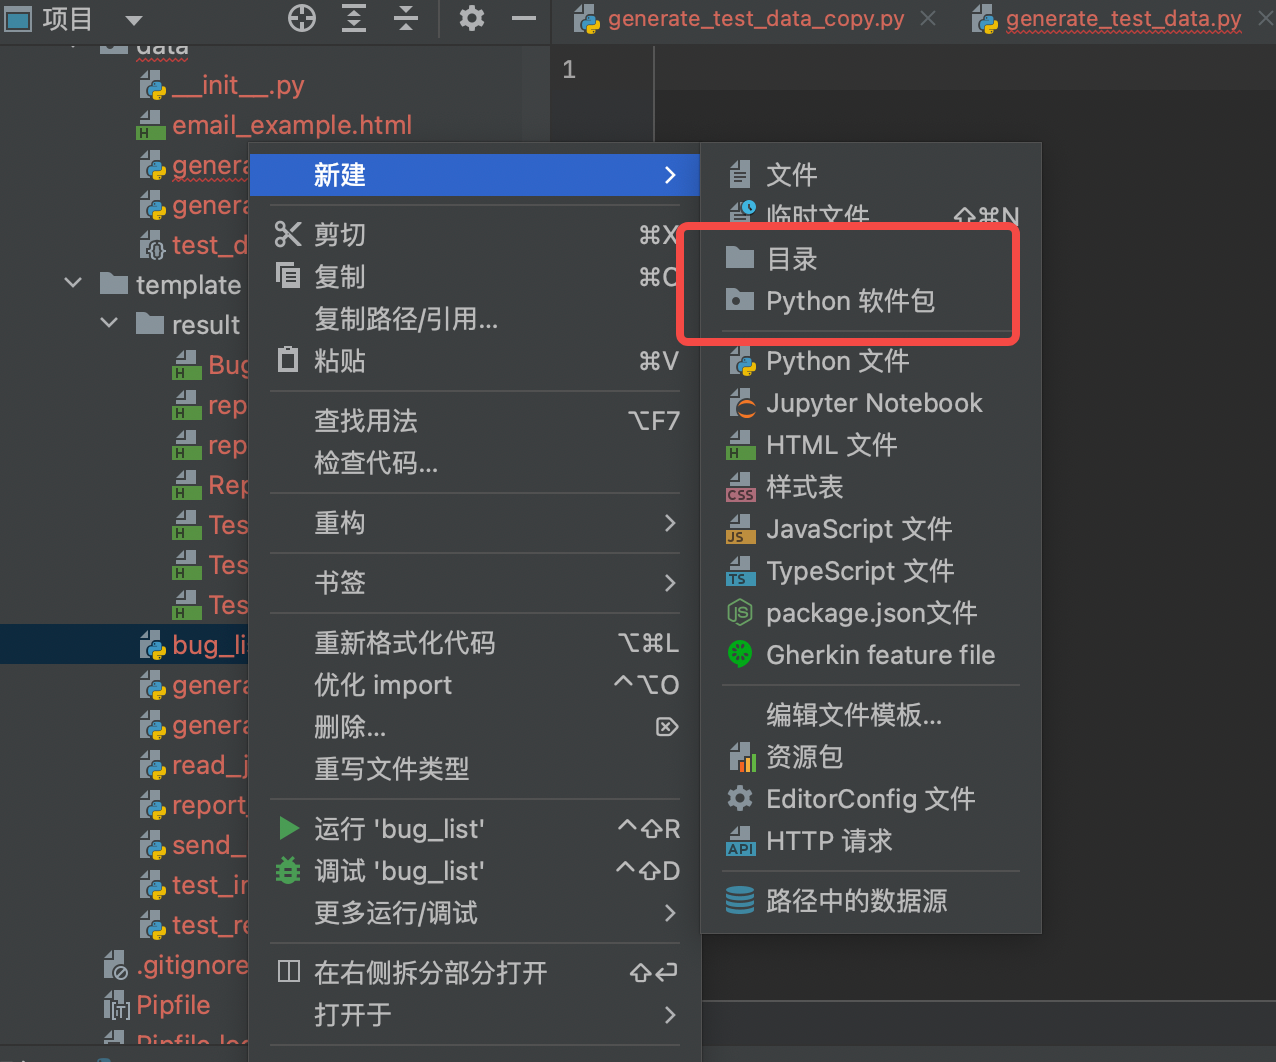 项目
generate_test_data_copy.py
generate_test_data.py
data
__init__.py
email_example.html
genera
genera
test_d
template
result
Bug
rep
rep
Rep
Tes
Tes
Tes
bug_lis
genera
genera
read_j
report_
send_
test_in
test_re
.gitignore
Pipfile
Pipfile.loc
1
新建
剪切 ⌘X
复制 ⌘C
复制路径/引用...
粘贴 ⌘V
查找用法 ⌥F7
检查代码...
重构
书签
重新格式化代码 ⌥⌘L
优化 import ^⌥O
删除... ⌦
重写文件类型
运行 'bug_list' ^⇧R
调试 'bug_list' ^⇧D
更多运行/调试
在右侧拆分部分打开 ⇧↩
打开于
文件
临时文件 ⇧⌘N
目录
Python 软件包
Python 文件
Jupyter Notebook
HTML 文件
样式表
JavaScript 文件
TypeScript 文件
package.json文件
Gherkin feature file
编辑文件模板...
资源包
EditorConfig 文件
HTTP 请求
路径中的数据源